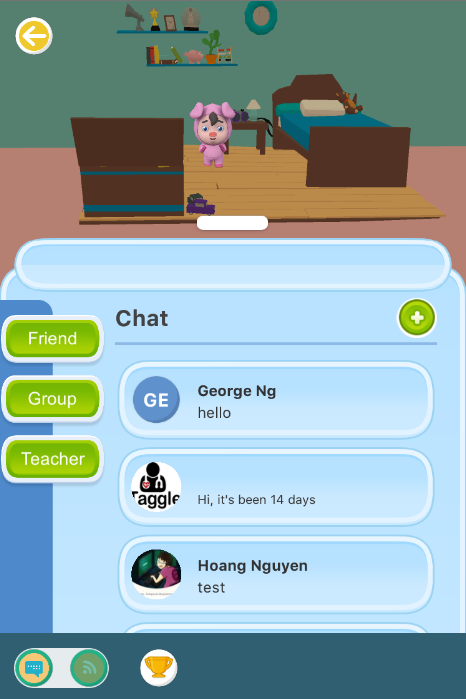 Chat
Friend
Group
Teacher
GE
George Ng
hello
Taggle
Hi, it's been 14 days
Hoang Nguyen
test